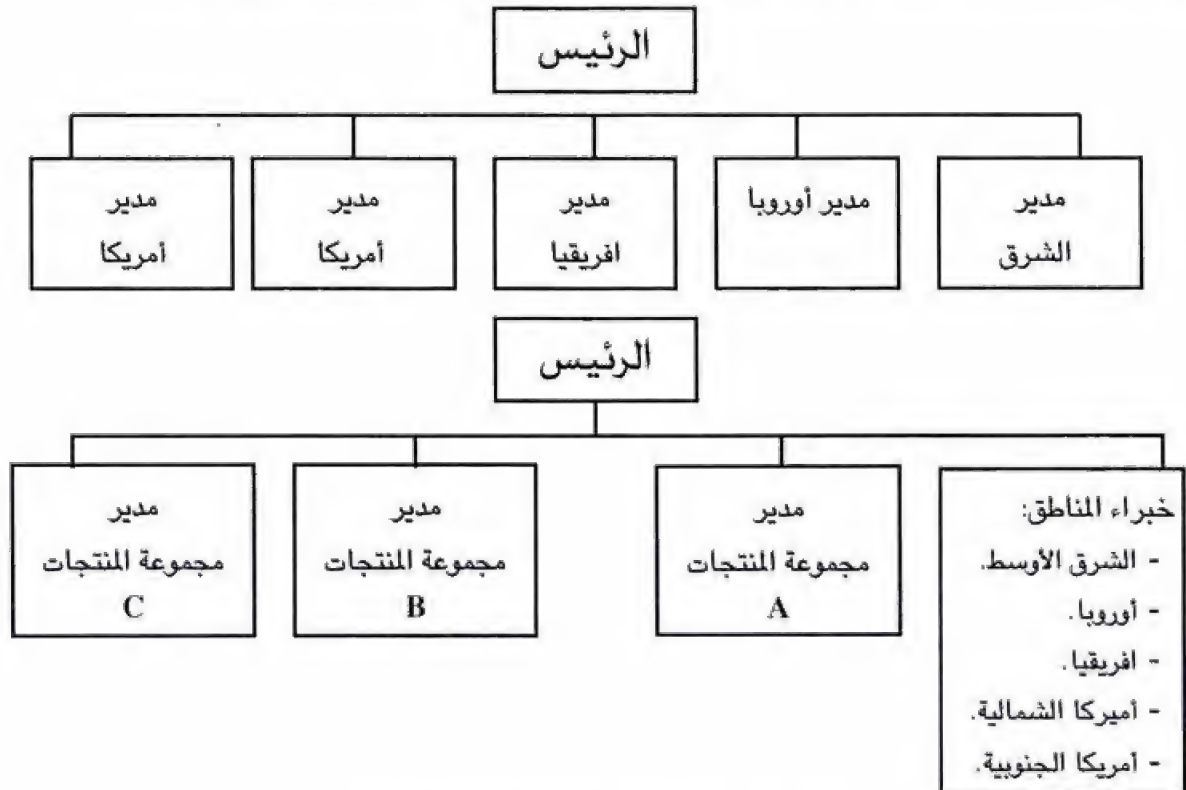 الرئيس
مدير
الشرق
مدير أوروبا
مدير
افريقيا
مدير
أمريكا
مدير
أمريكا
الرئيس
خبراء المناطق:
- الشرق الأوسط.
- أوروبا.
- افريقيا.
- أميركا الشمالية.
- أمريكا الجنوبية.
مدير
مجموعة المنتجات
A
مدير
مجموعة المنتجات
B
مدير
مجموعة المنتجات
C